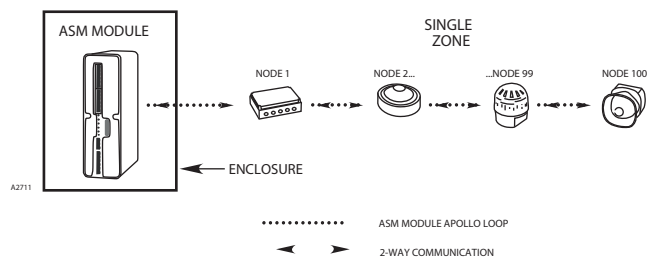 ASM MODULE
SINGLE
ZONE
NODE 1
NODE 2...
...NODE 99
NODE 100
ENCLOSURE
A2711
ASM MODULE APOLLO LOOP
2-WAY COMMUNICATION